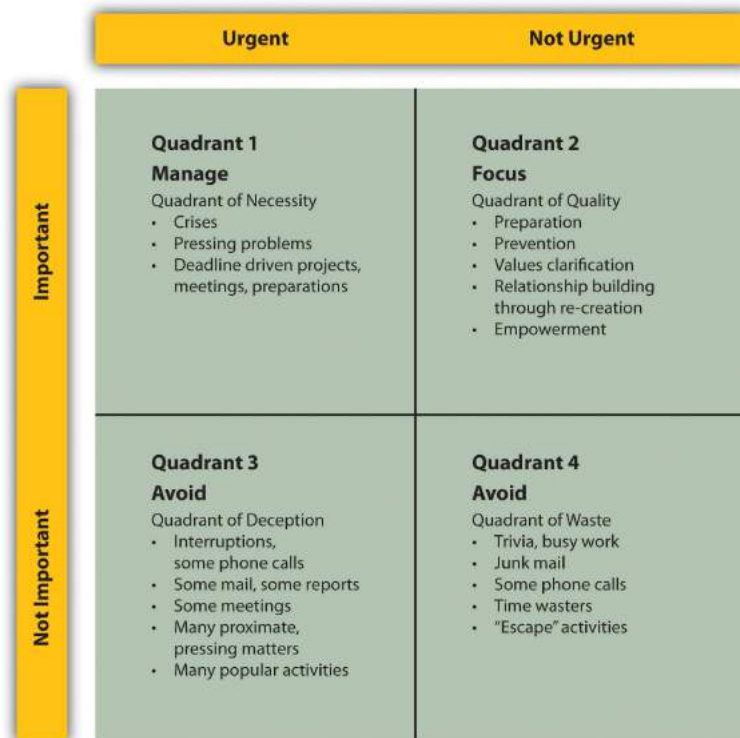 Urgent
Not Urgent
Important
Quadrant 1
Manage
Quadrant of Necessity
• Crises
• Pressing problems
• Deadline driven projects,
meetings, preparations
Quadrant 2
Focus
Quadrant of Quality
• Preparation
• Prevention
• Values clarification
• Relationship building
through re-creation
• Empowerment
Not Important
Quadrant 3
Avoid
Quadrant of Deception
• Interruptions,
some phone calls
• Some mail, some reports
• Some meetings
• Many proximate,
pressing matters
• Many popular activities
Quadrant 4
Avoid
Quadrant of Waste
• Trivia, busy work
• Junk mail
• Some phone calls
• Time wasters
• "Escape" activities